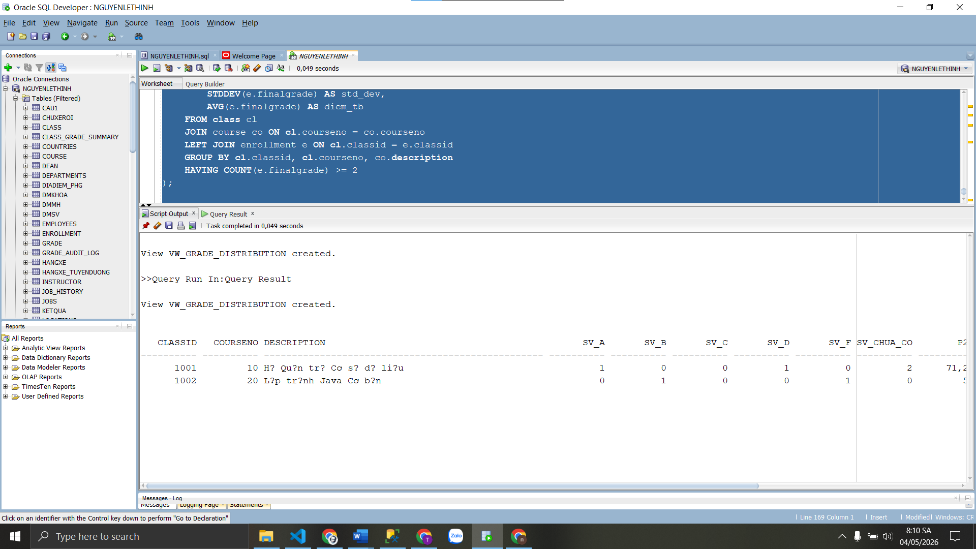 Oracle SQL Developer : NGUYENLETHINH
File Edit View Navigate Run Source Team Tools Window Help
Connections
NGUYENLETHINH.sql
Welcome Page
NGUYENLETHINH
0,049 seconds
NGUYENLETHINH
Worksheet Query Builder
Oracle Connections
NGUYENLETHINH
Tables (Filtered)
CAU1
CHUXEROI
CLASS
CLASS_GRADE_SUMMARY
COUNTRIES
COURSE
DEAN
DEPARTMENTS
DIADIEM_PHG
DMKHOA
DMMH
DMSV
EMPLOYEES
ENROLLMENT
GRADE
GRADE_AUDIT_LOG
HANGXE
HANGXE_TUYENDUONG
INSTRUCTOR
JOB_HISTORY
JOBS
KETQUA
STDDEV(e.finalgrade) AS std_dev,
AVG(e.finalgrade) AS diem_tb
FROM class cl
JOIN course co ON cl.courseno = co.courseno
LEFT JOIN enrollment e ON cl.classid = e.classid
GROUP BY cl.classid, cl.courseno, co.description
HAVING COUNT(e.finalgrade) >= 2
);
Script Output
Query Result
Task completed in 0,049 seconds
View VW_GRADE_DISTRIBUTION created.
>>Query Run In:Query Result
View VW_GRADE_DISTRIBUTION created.
CLASSID COURSENO DESCRIPTION SV_A SV_B SV_C SV_D SV_F SV_CHUA_CO
1001 10 H? Qu?n tr? Cơ s? d? li?u 1 0 0 1 0 2 71,2
1002 20 L?p tr?nh Java Cơ b?n 0 1 0 0 1 0
Reports
All Reports
Analytic View Reports
Data Dictionary Reports
Data Modeler Reports
OLAP Reports
TimesTen Reports
User Defined Reports
Messages - Log
Messages Logging Page Statements
Click on an identifier with the Control key down to perform "Go to Declaration"
Line 169 Column 1 Insert Modified Windows: CR
Type here to search
Zalo
8:10 SA
04/05/2026